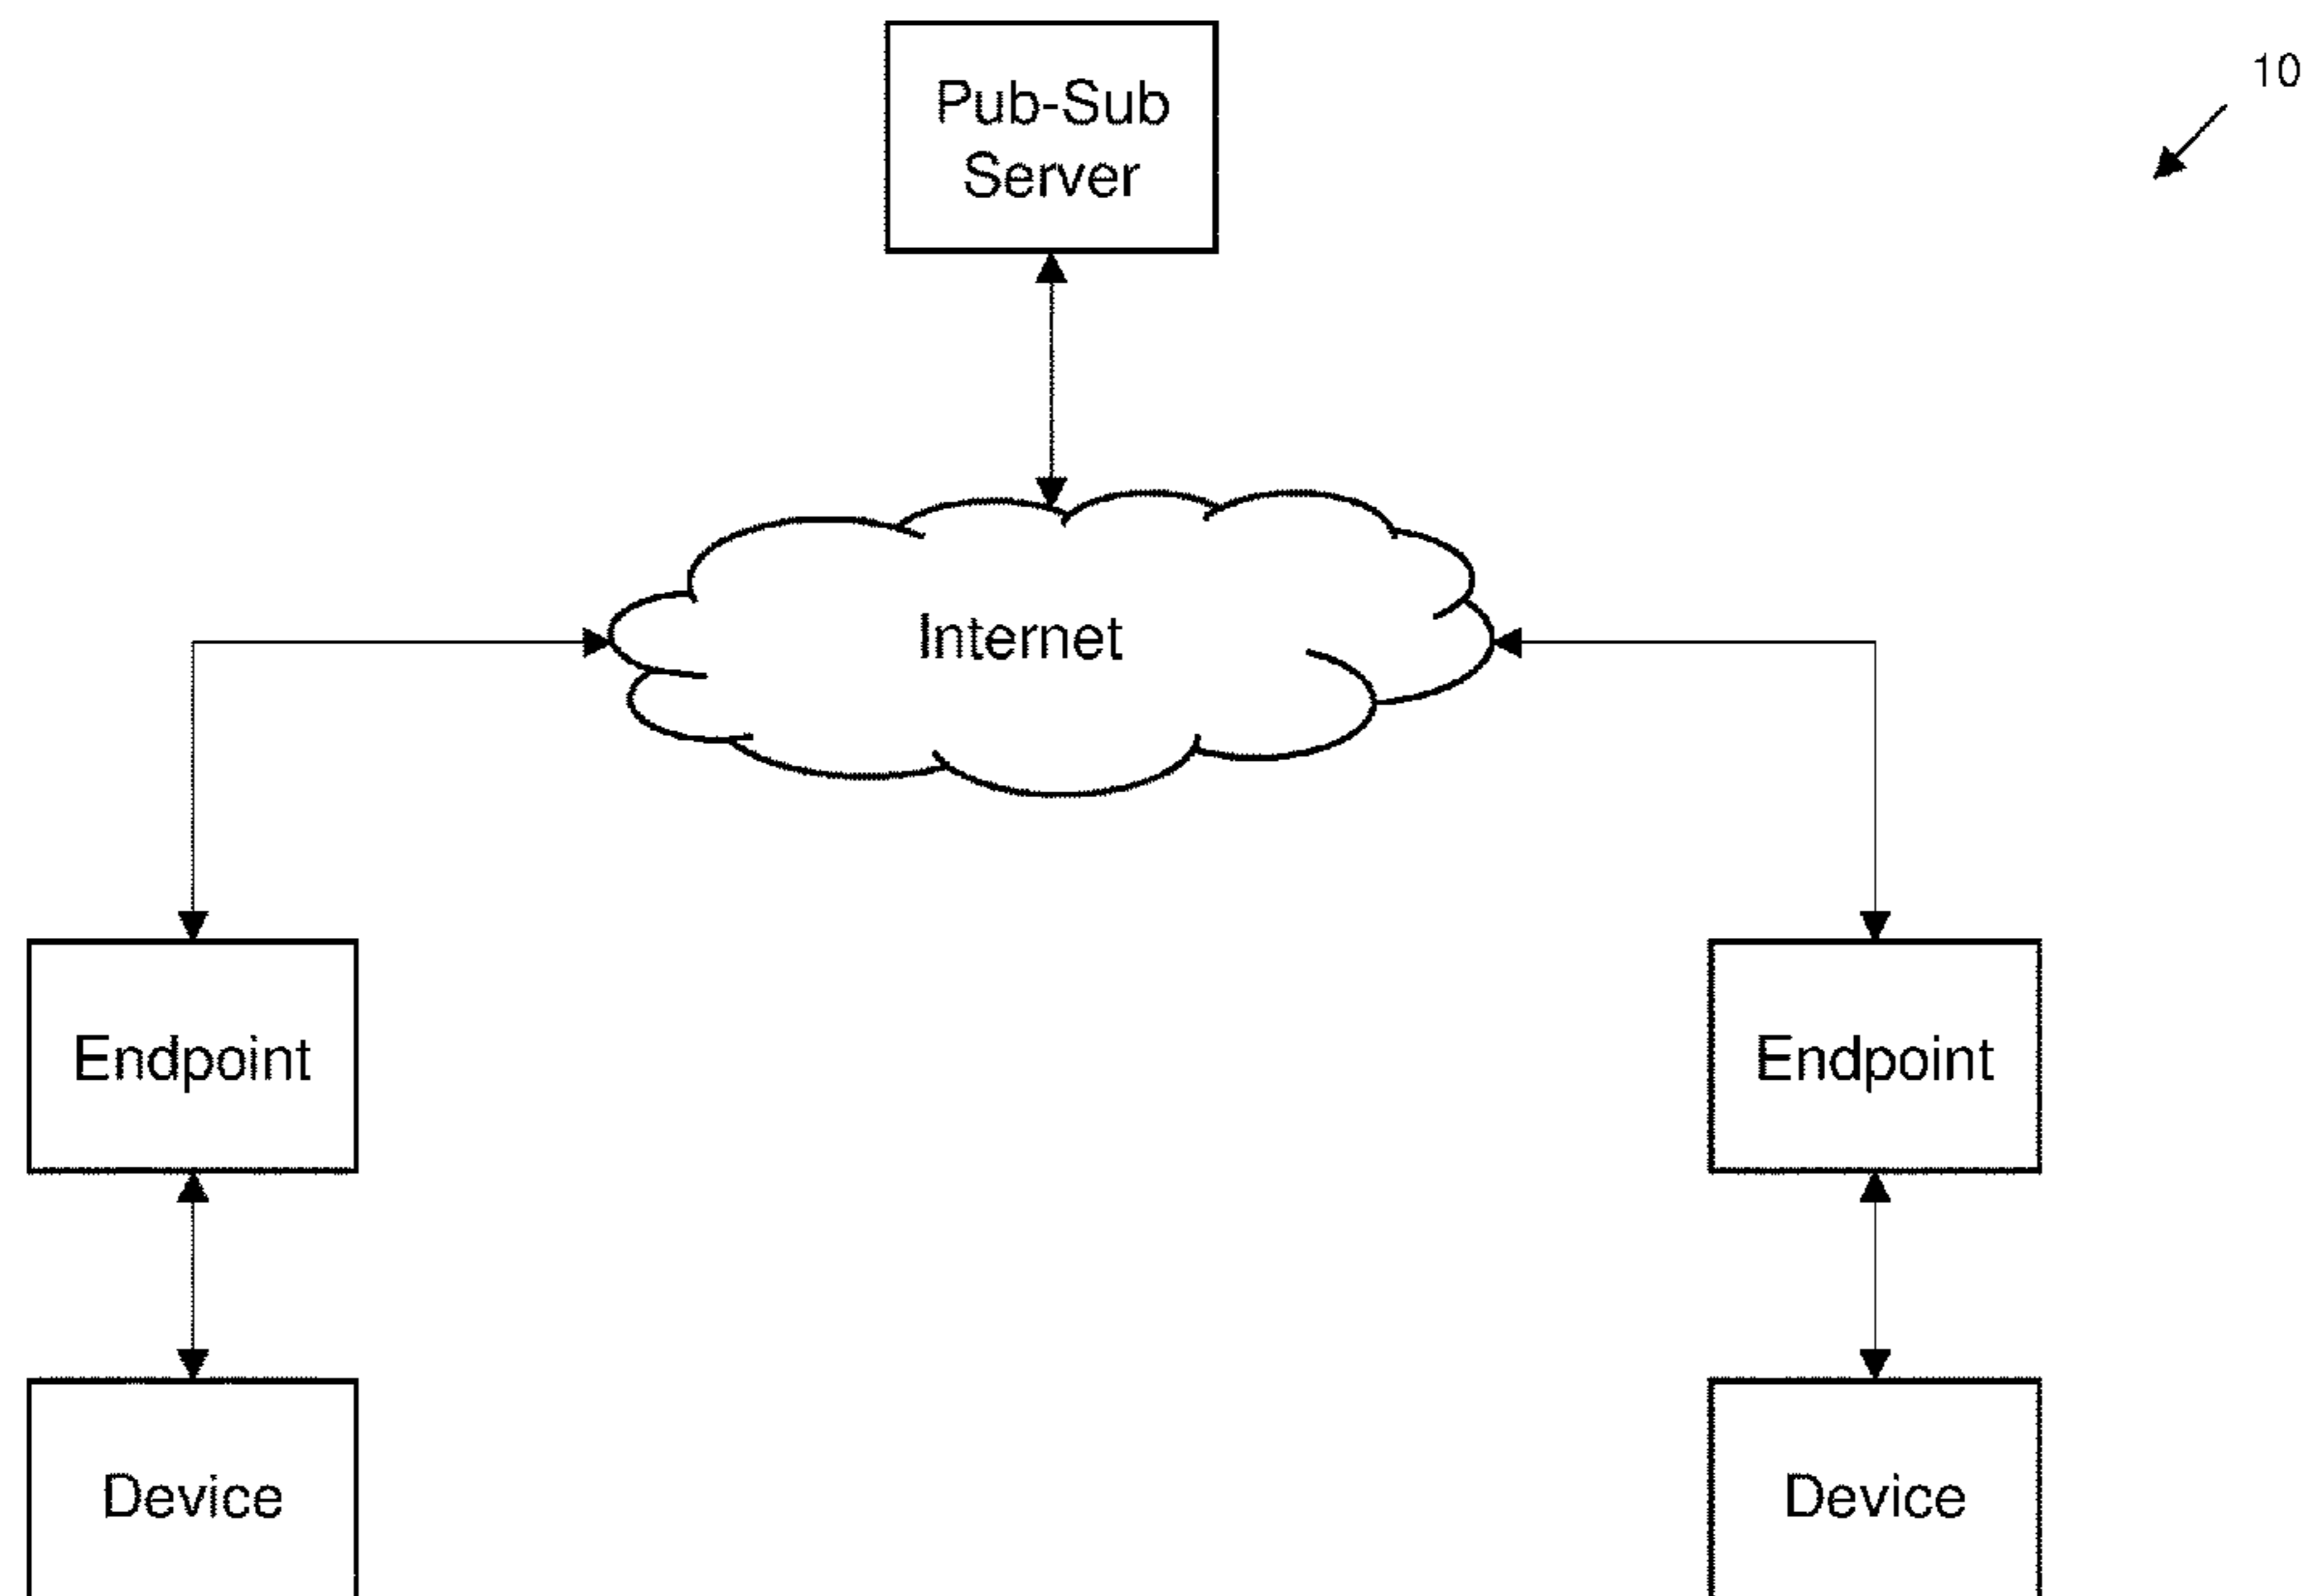 10
Pub-Sub
Server
Internet
Endpoint
Endpoint
Device
Device